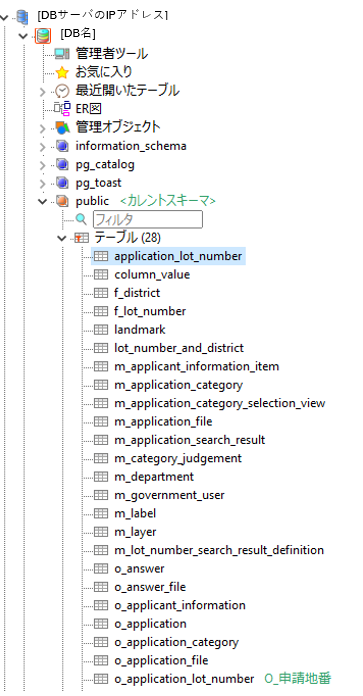 [DBサーバのIPアドレス]
[DB名]
管理者ツール
お気に入り
最近開いたテーブル
ER図
管理オブジェクト
information_schema
pg_catalog
pg_toast
public <カレントスキーマ>
フィルタ
テーブル (28)
application_lot_number
column_value
f_district
f_lot_number
landmark
lot_number_and_district
m_applicant_information_item
m_application_category
m_application_category_selection_view
m_application_file
m_application_search_result
m_category_judgement
m_department
m_government_user
m_label
m_layer
m_lot_number_search_result_definition
o_answer
o_answer_file
o_applicant_information
o_application
o_application_category
o_application_file
o_application_lot_number O_申請地番